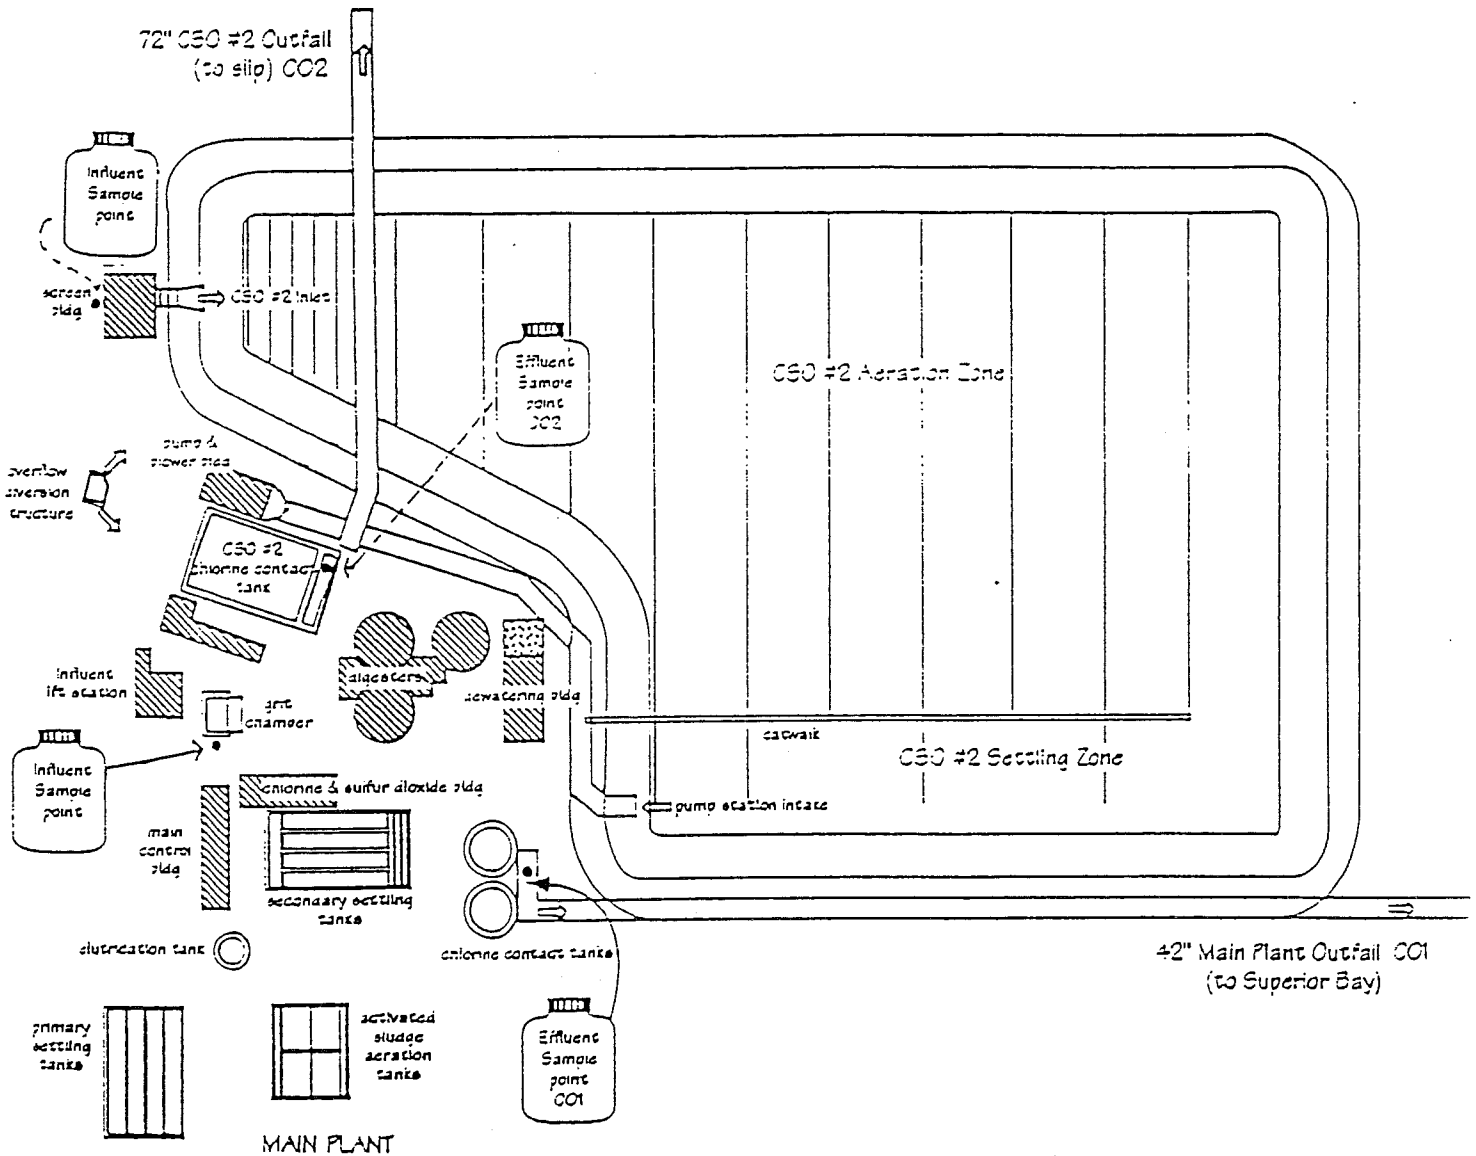 72" CSO #2 Outfall
(to slip) 002
Influent
Sample
point
screen
bldg
CSO #2 Inlet
Effluent
Sample
point
002
CSO #2 Aeration Zone
pump &
blower bldg
overflow
diversion
structure
CSO #2
chlorine contact
tank
Influent
lift station
grit
chamber
digesters
dewatering bldg
catwalk
CSO #2 Settling Zone
Influent
Sample
point
chlorine & sulfur dioxide bldg
pump station intake
main
control
bldg
secondary settling
tanks
elutriation tank
chlorine contact tanks
42" Main Plant Outfall 001
(to Superior Bay)
primary
settling
tanks
activated
sludge
aeration
tanks
Effluent
Sample
point
001
MAIN PLANT